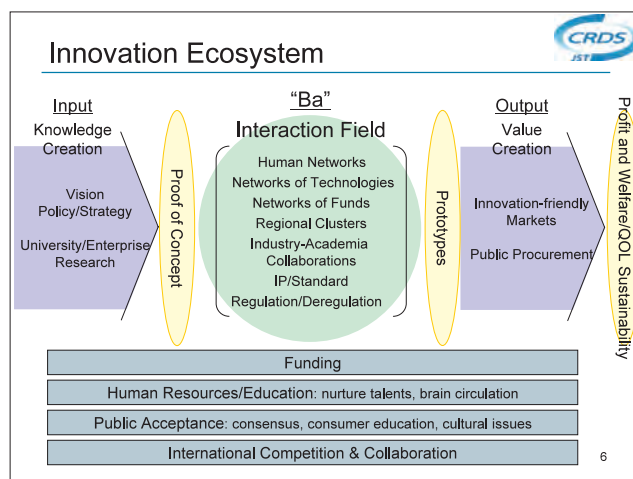 Innovation Ecosystem
CRDS
JST
Input
Knowledge
Creation
Vision
Policy/Strategy
University/Enterprise
Research
Proof of Concept
“Ba”
Interaction Field
Human Networks
Networks of Technologies
Networks of Funds
Regional Clusters
Industry-Academia
Collaborations
IP/Standard
Regulation/Deregulation
Prototypes
Output
Value
Creation
Innovation-friendly
Markets
Public Procurement
Profit and Welfare/QOL Sustainability
Funding
Human Resources/Education: nurture talents, brain circulation
Public Acceptance: consensus, consumer education, cultural issues
International Competition & Collaboration
6